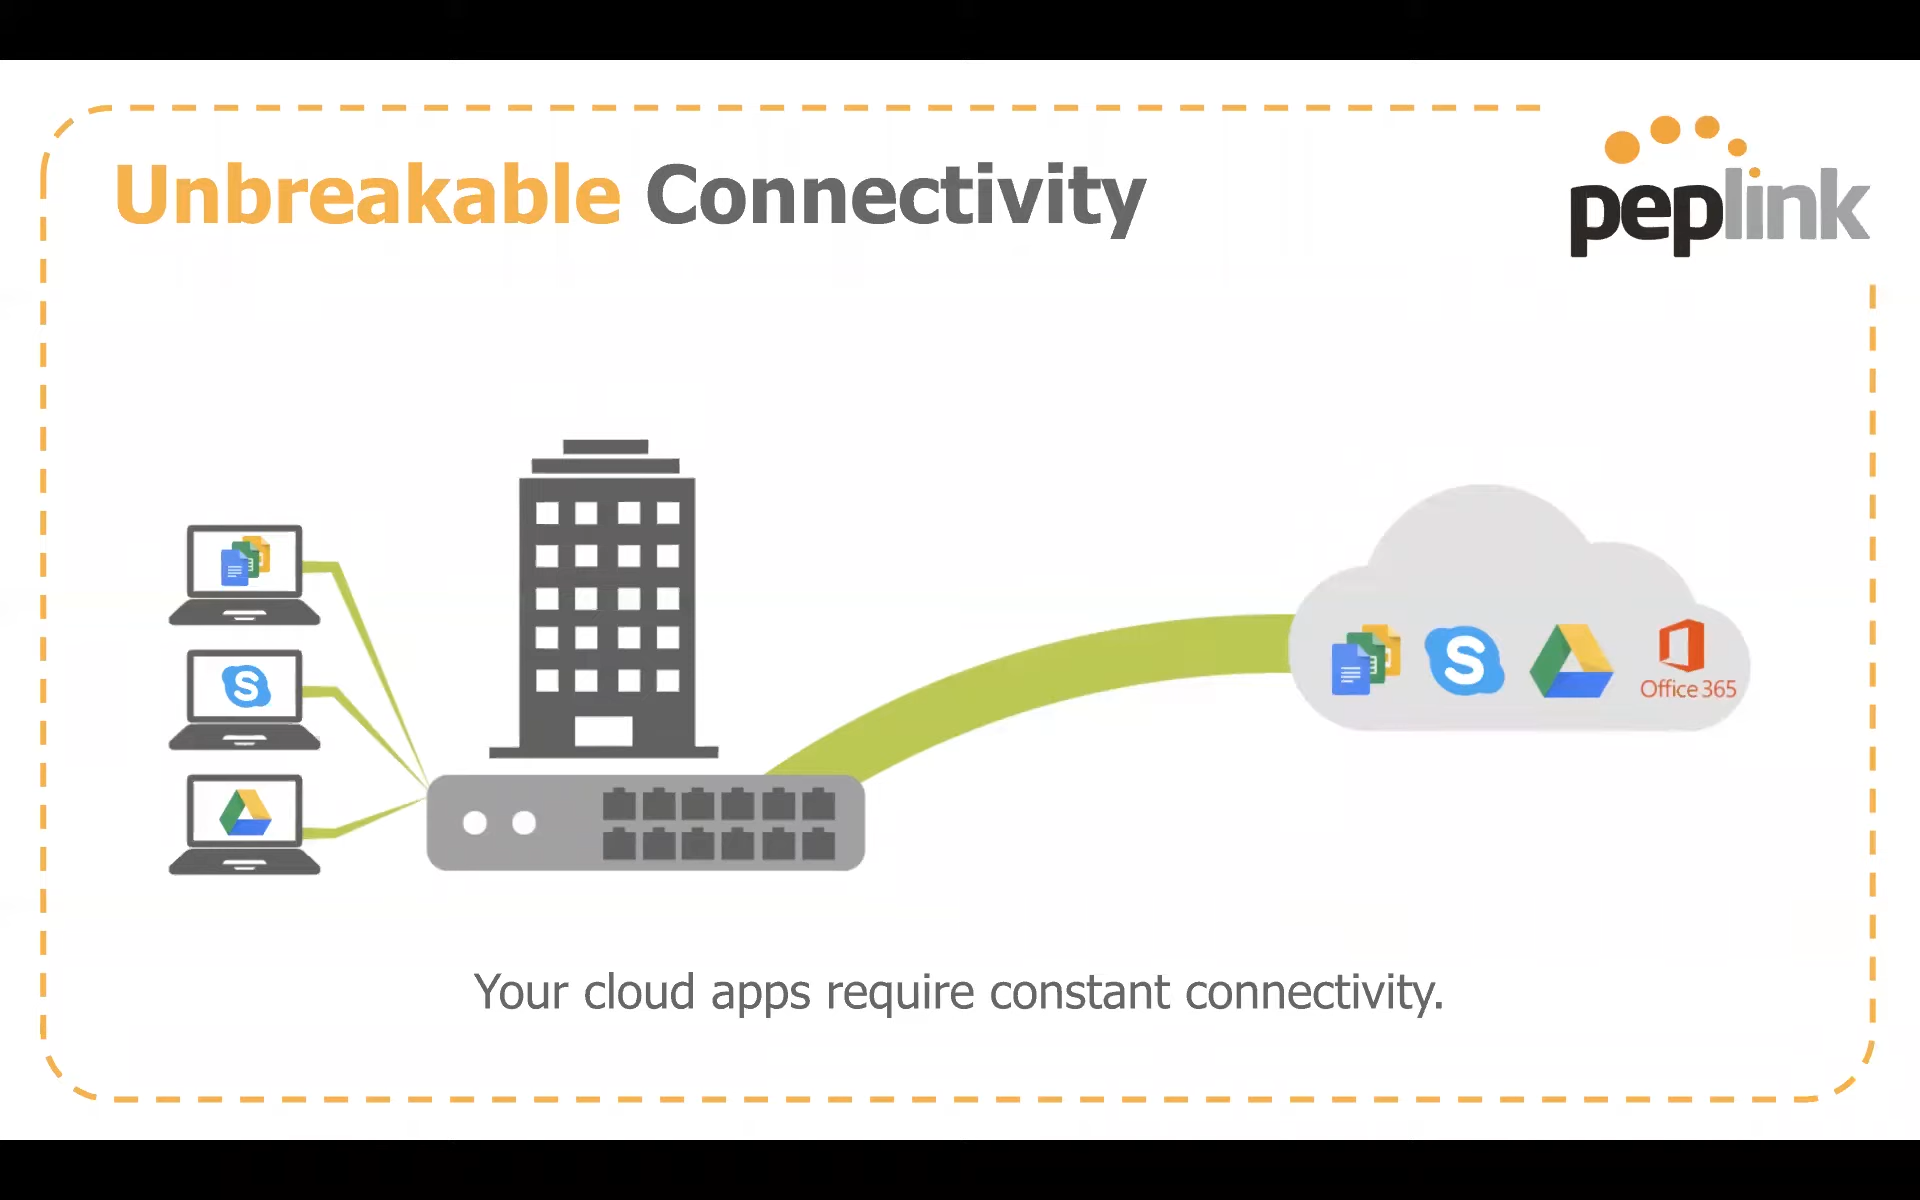 Unbreakable Connectivity
peplink
S
S
Office 365
Your cloud apps require constant connectivity.